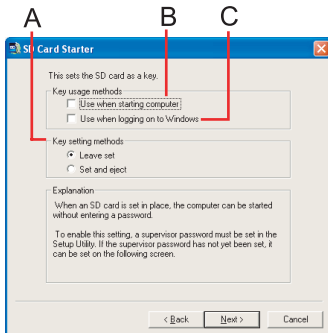 A
B
C
SD Card Starter
This sets the SD card as a key.
Key usage methods
Use when starting computer
Use when logging on to Windows
Key setting methods
Leave set
Set and eject
Explanation
When an SD card is set in place, the computer can be started
without entering a password.
To enable this setting, a supervisor password must be set in the
Setup Utility. If the supervisor password has not yet been set, it
can be set on the following screen.
< Back
Next >
Cancel